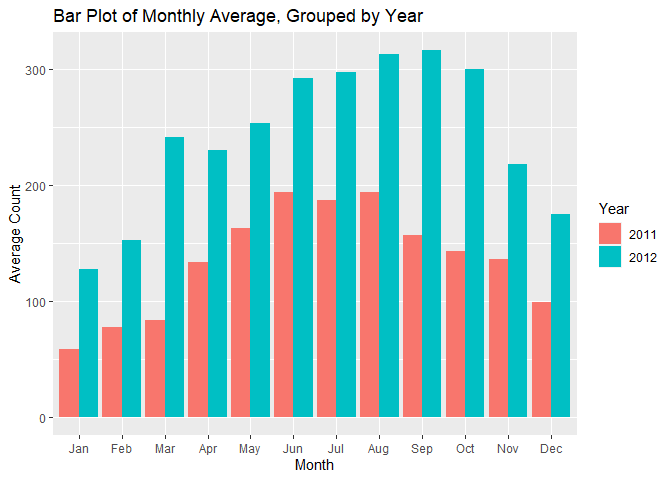 Bar Plot of Monthly Average, Grouped by Year
Average Count
300
200
100
0
Jan Feb Mar Apr May Jun Jul Aug Sep Oct Nov Dec
Month
Year
2011
2012